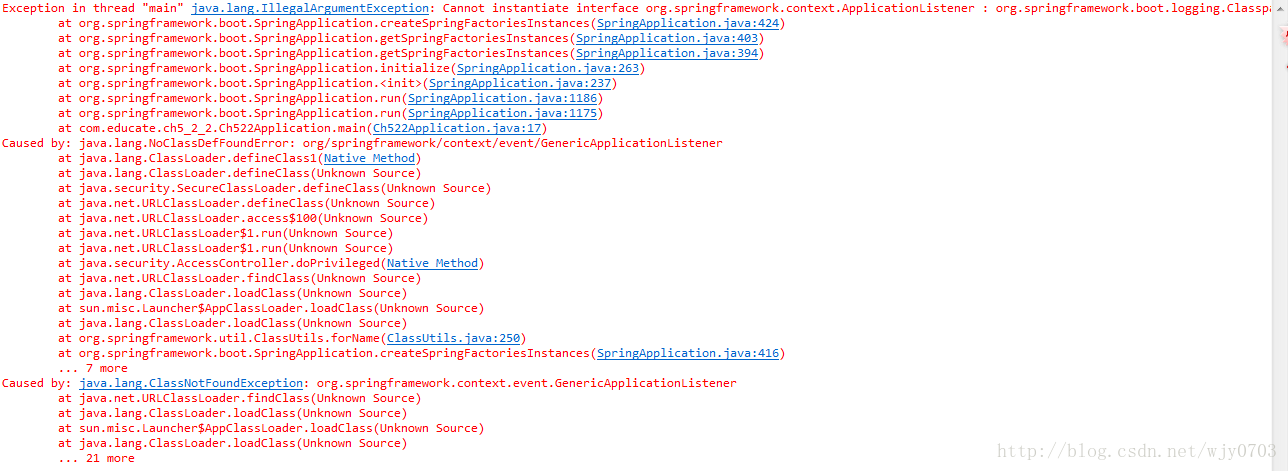 Exception in thread "main" java.lang.IllegalArgumentException: Cannot instantiate interface org.springframework.context.ApplicationListener : org.springframework.boot.logging.Classpa
at org.springframework.boot.SpringApplication.createSpringFactoriesInstances(SpringApplication.java:424)
at org.springframework.boot.SpringApplication.getSpringFactoriesInstances(SpringApplication.java:403)
at org.springframework.boot.SpringApplication.getSpringFactoriesInstances(SpringApplication.java:394)
at org.springframework.boot.SpringApplication.initialize(SpringApplication.java:263)
at org.springframework.boot.SpringApplication.<init>(SpringApplication.java:237)
at org.springframework.boot.SpringApplication.run(SpringApplication.java:1186)
at org.springframework.boot.SpringApplication.run(SpringApplication.java:1175)
at com.educate.ch5_2_2.Ch522Application.main(Ch522Application.java:17)
Caused by: java.lang.NoClassDefFoundError: org/springframework/context/event/GenericApplicationListener
at java.lang.ClassLoader.defineClass1(Native Method)
at java.lang.ClassLoader.defineClass(Unknown Source)
at java.security.SecureClassLoader.defineClass(Unknown Source)
at java.net.URLClassLoader.defineClass(Unknown Source)
at java.net.URLClassLoader.access$100(Unknown Source)
at java.net.URLClassLoader$1.run(Unknown Source)
at java.net.URLClassLoader$1.run(Unknown Source)
at java.security.AccessController.doPrivileged(Native Method)
at java.net.URLClassLoader.findClass(Unknown Source)
at java.lang.ClassLoader.loadClass(Unknown Source)
at sun.misc.Launcher$AppClassLoader.loadClass(Unknown Source)
at java.lang.ClassLoader.loadClass(Unknown Source)
at org.springframework.util.ClassUtils.forName(ClassUtils.java:250)
at org.springframework.boot.SpringApplication.createSpringFactoriesInstances(SpringApplication.java:416)
... 7 more
Caused by: java.lang.ClassNotFoundException: org.springframework.context.event.GenericApplicationListener
at java.net.URLClassLoader.findClass(Unknown Source)
at java.lang.ClassLoader.loadClass(Unknown Source)
at sun.misc.Launcher$AppClassLoader.loadClass(Unknown Source)
at java.lang.ClassLoader.loadClass(Unknown Source)
... 21 more
http://blog.csdn.net/wjy0703